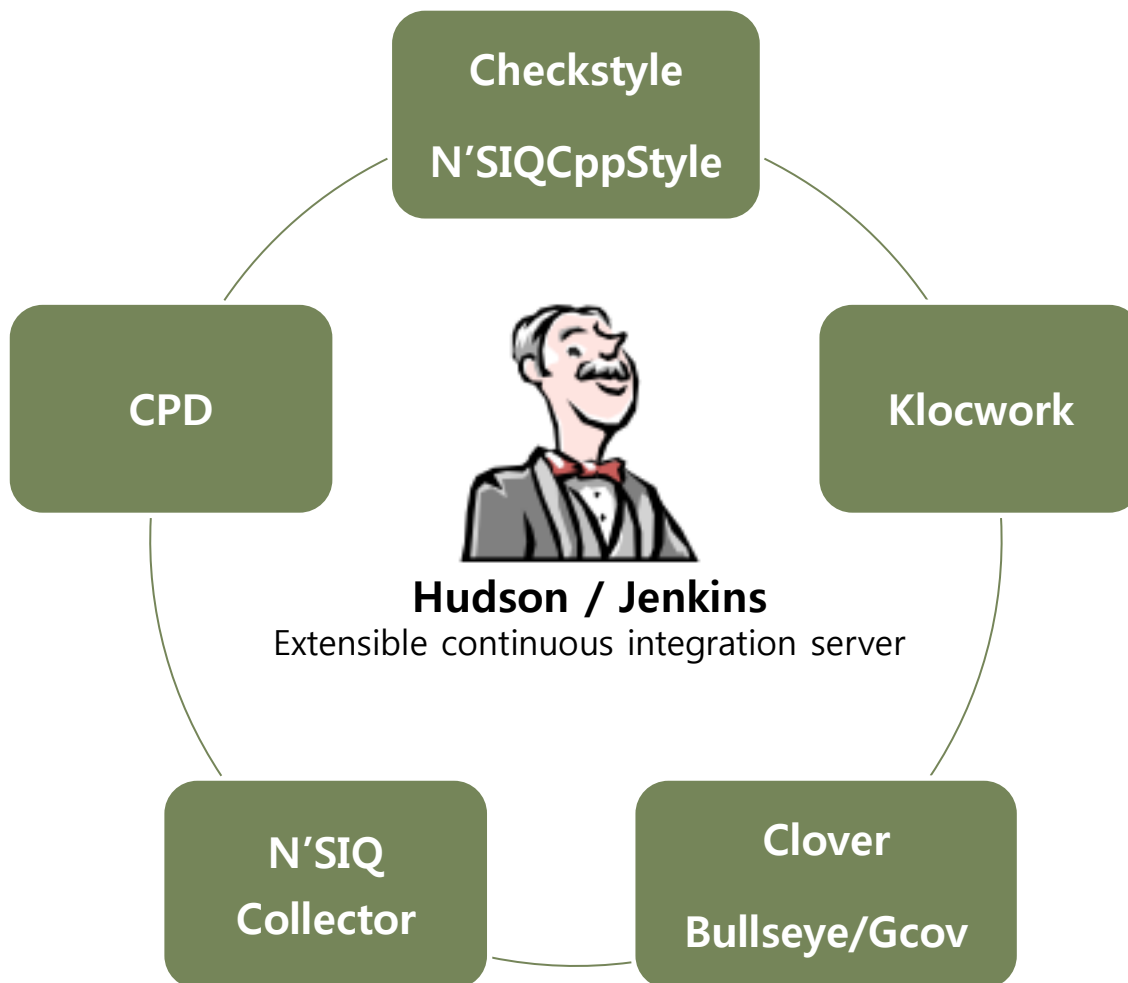 Checkstyle
N’SIQCppStyle
CPD
Klocwork
Hudson / Jenkins
Extensible continuous integration server
N’SIQ
Collector
Clover
Bullseye/Gcov